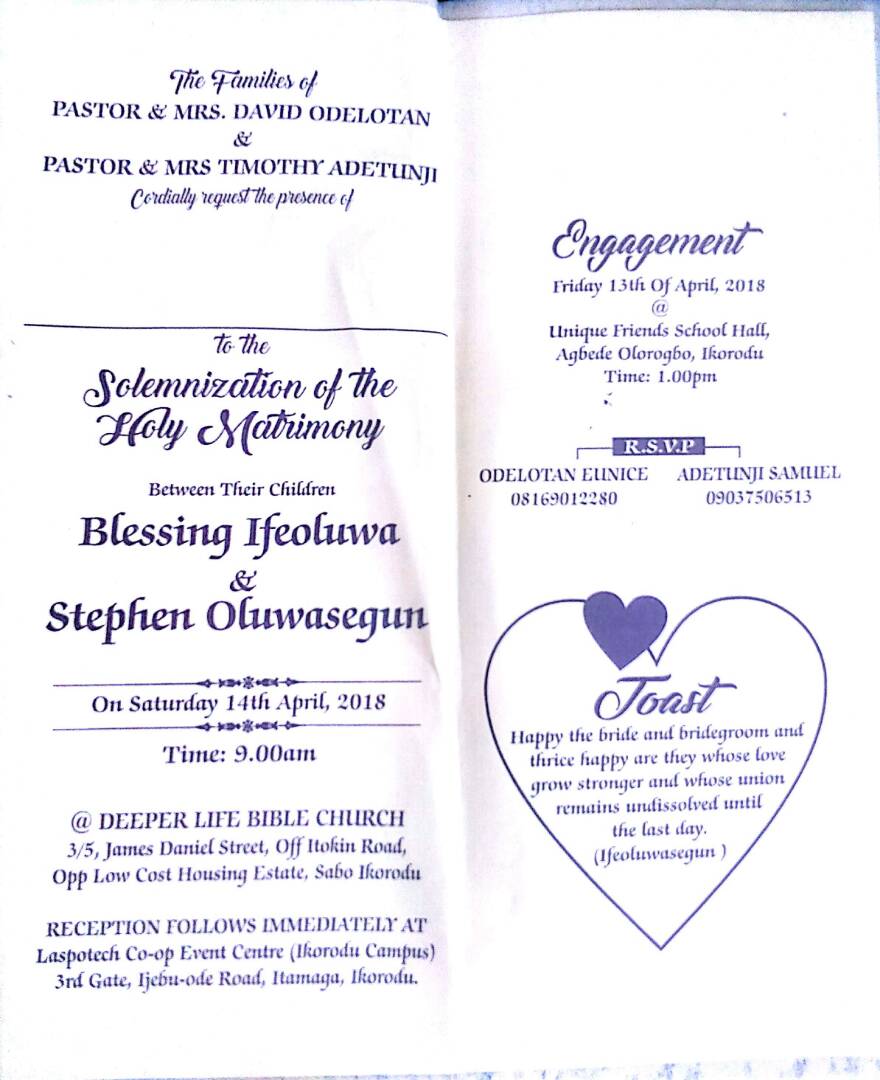 The Families of
PASTOR & MRS. DAVID ODELOTAN
&
PASTOR & MRS TIMOTHY ADETUNJI
Cordially request the presence of
to the
Solemnization of the
Holy Matrimony
Between Their Children
Blessing Ifeoluwa
&
Stephen Oluwasegun
On Saturday 14th April, 2018
Time: 9.00am
@ DEEPER LIFE BIBLE CHURCH
3/5, James Daniel Street, Off Itokin Road,
Opp Low Cost Housing Estate, Sabo Ikorodu
RECEPTION FOLLOWS IMMEDIATELY AT
Laspotech Co-op Event Centre (Ikorodu Campus)
3rd Gate, Ijebu-ode Road, Itamaga, Ikorodu.
Engagement
Friday 13th Of April, 2018
@
Unique Friends School Hall,
Agbede Olorogbo, Ikorodu
Time: 1.00pm
R.S.V.P
ODELOTAN EUNICE ADETUNJI SAMUEL
08169012280 09037506513
Toast
Happy the bride and bridegroom and
thrice happy are they whose love
grow stronger and whose union
remains undissolved until
the last day.
(Ifeoluwasegun )